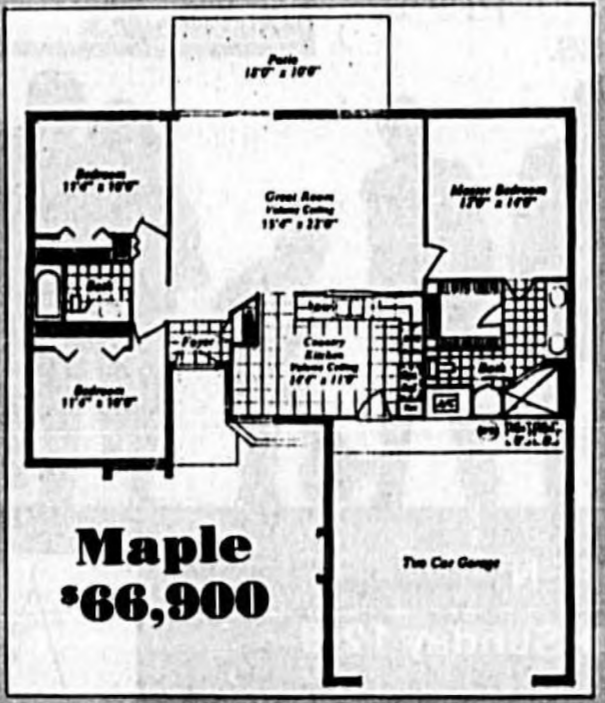 Patio
18'0" x 10'0"
Bedroom
11'4" x 10'0"
Great Room
Volume Ceiling
15'4" x 22'0"
Master Bedroom
12'0" x 14'0"
Bath
Foyer
Country
Kitchen
Volume Ceiling
Bath
Bedroom
11'4" x 10'0"
Two Car Garage
Maple
$66,900